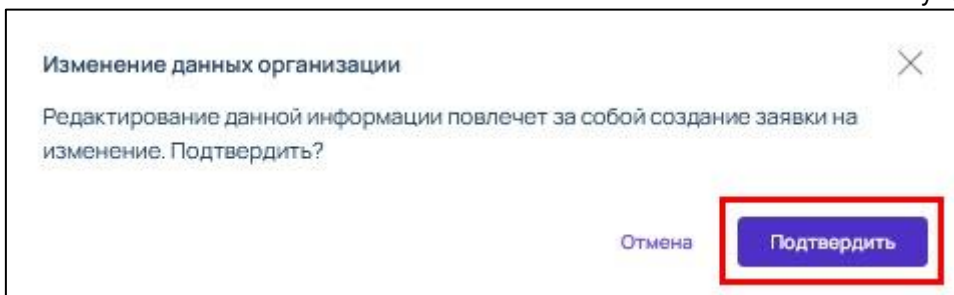 Изменение данных организации
Редактирование данной информации повлечет за собой создание заявки на
изменение. Подтвердить?
Отмена
Подтвердить